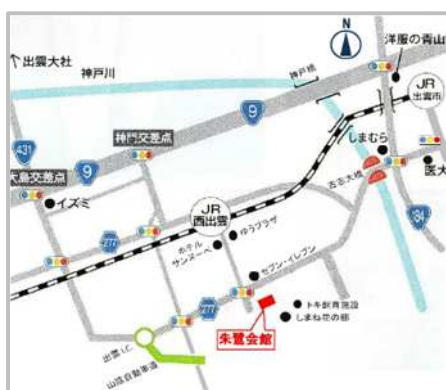 N
洋服の青山
出雲大社
神戸川
神戸橋
JR
出雲市
9
神門交差点
431
9
しまむら
大島交差点
医大
古志大橋
イズミ
JR
西出雲
184
277
ゆうプラザ
ホテル
サンヌーベ
セブン-イレブン
277
トキ飼育施設
しまね花の郷
朱鷺会館
出雲I.C.
山陰自動車道